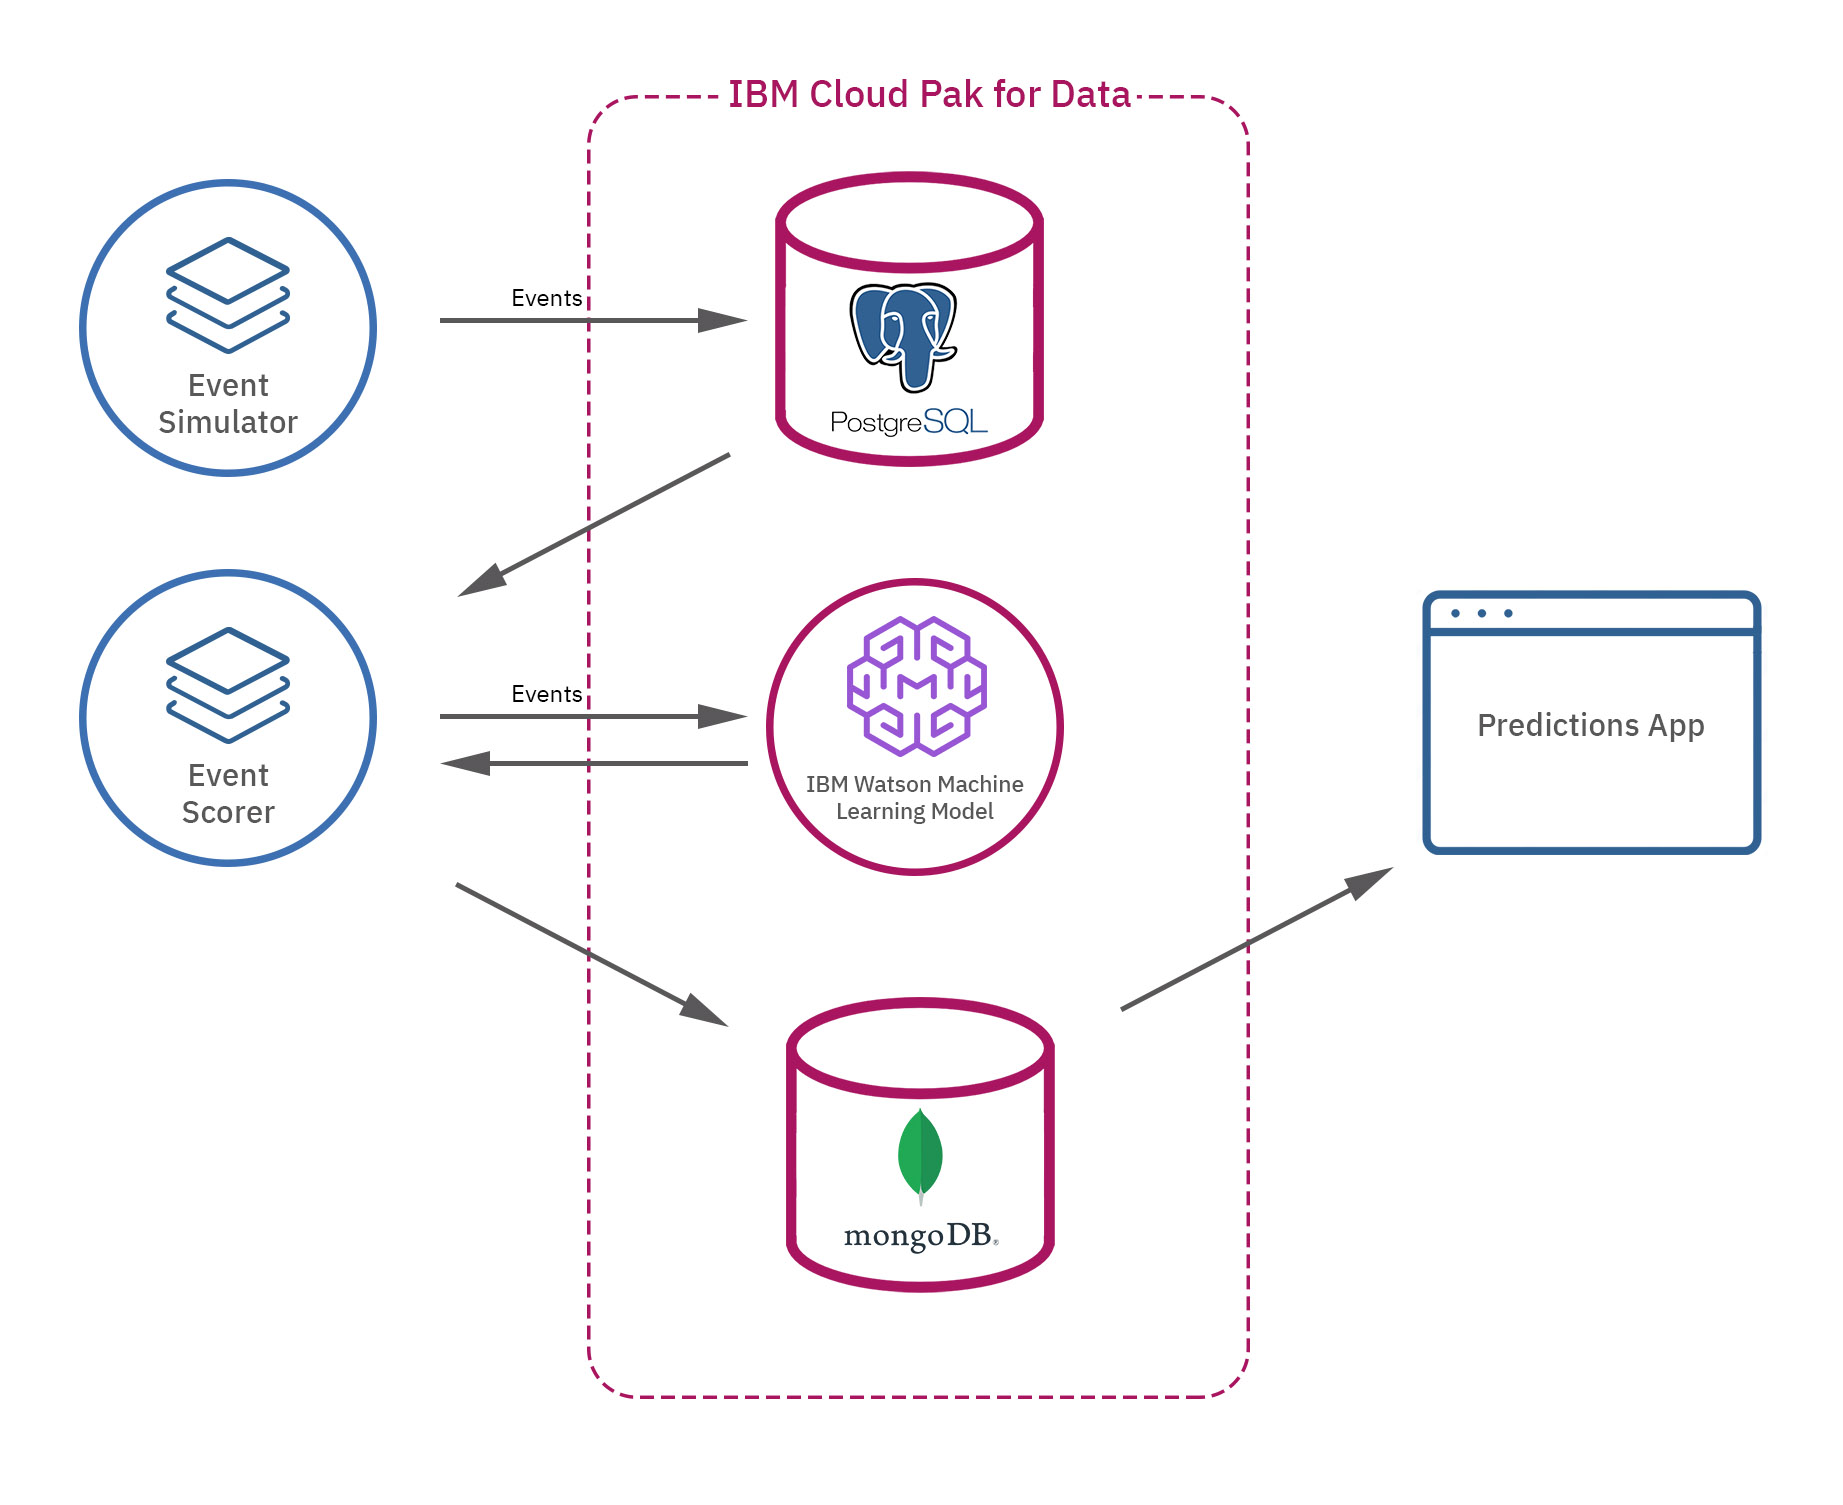 IBM Cloud Pak for Data
Event
Simulator
Events
PostgreSQL
Event
Scorer
Events
IBM Watson Machine
Learning Model
Predictions App
mongoDB®